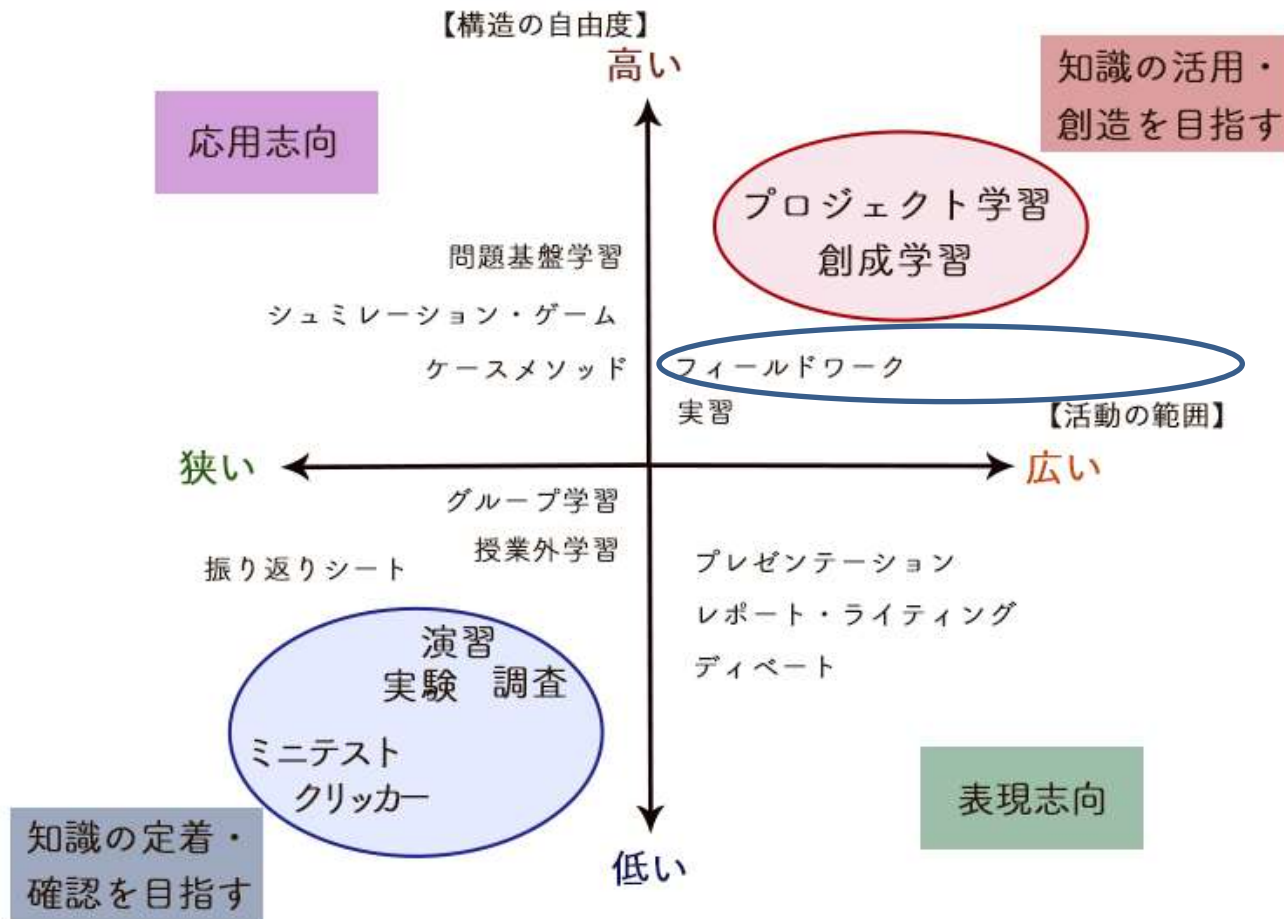 【構造の自由度】
高い
知識の活用・
創造を目指す
応用志向
プロジェクト学習
創成学習
問題基盤学習
シュミレーション・ゲーム
ケースメソッド
フィールドワーク
実習
【活動の範囲】
狭い
広い
グループ学習
授業外学習
振り返りシート
プレゼンテーション
レポート・ライティング
ディベート
演習
実験 調査
ミニテスト
クリッカー
表現志向
知識の定着・
確認を目指す
低い